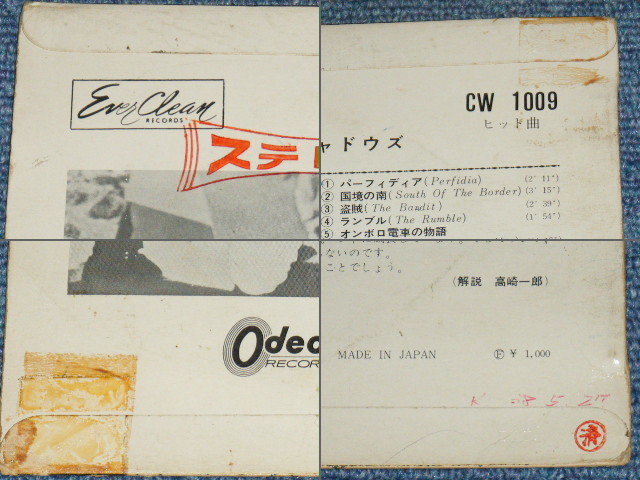 Ever Clean
RECORDS
ステレ
Odeo
RECOR
CW 1009
ヒット曲
ャドウズ
① パーフィディア(Perfidia) (2′ 11″)
② 国境の南(South Of The Border) (3′ 15″)
③ 盗賊(The Bandit) (2′ 39″)
④ ランブル(The Rumble) (1′ 54″)
⑤ オンボロ電車の物語
ないのです。
ことでしょう。
(解説 高崎一郎)
MADE IN JAPAN Ⓕ ¥ 1,000
済